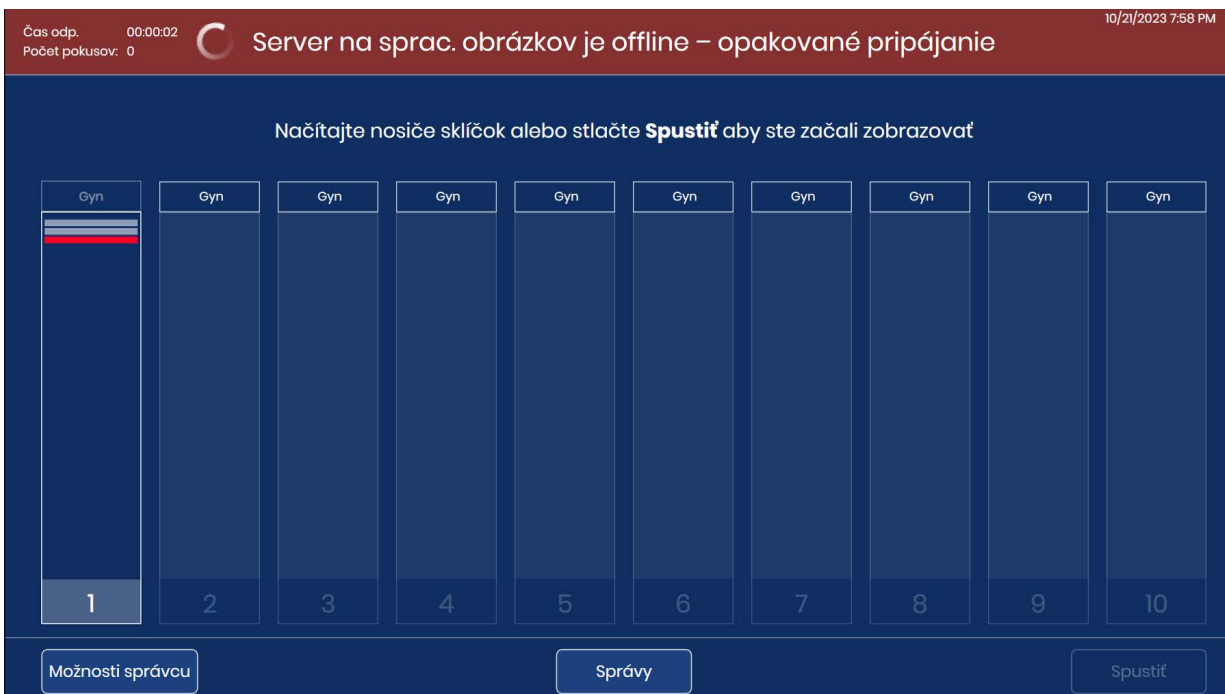 10/21/2023 7:58 PM
Čas odp. 00:00:02
Počet pokusov: 0
Server na sprac. obrázkov je offline – opakované pripájanie
Načítajte nosiče sklíčok alebo stlačte Spustiť aby ste začali zobrazovať
Gyn Gyn Gyn Gyn Gyn Gyn Gyn Gyn Gyn Gyn
1 2 3 4 5 6 7 8 9 10
Možnosti správcu Správy Spustiť